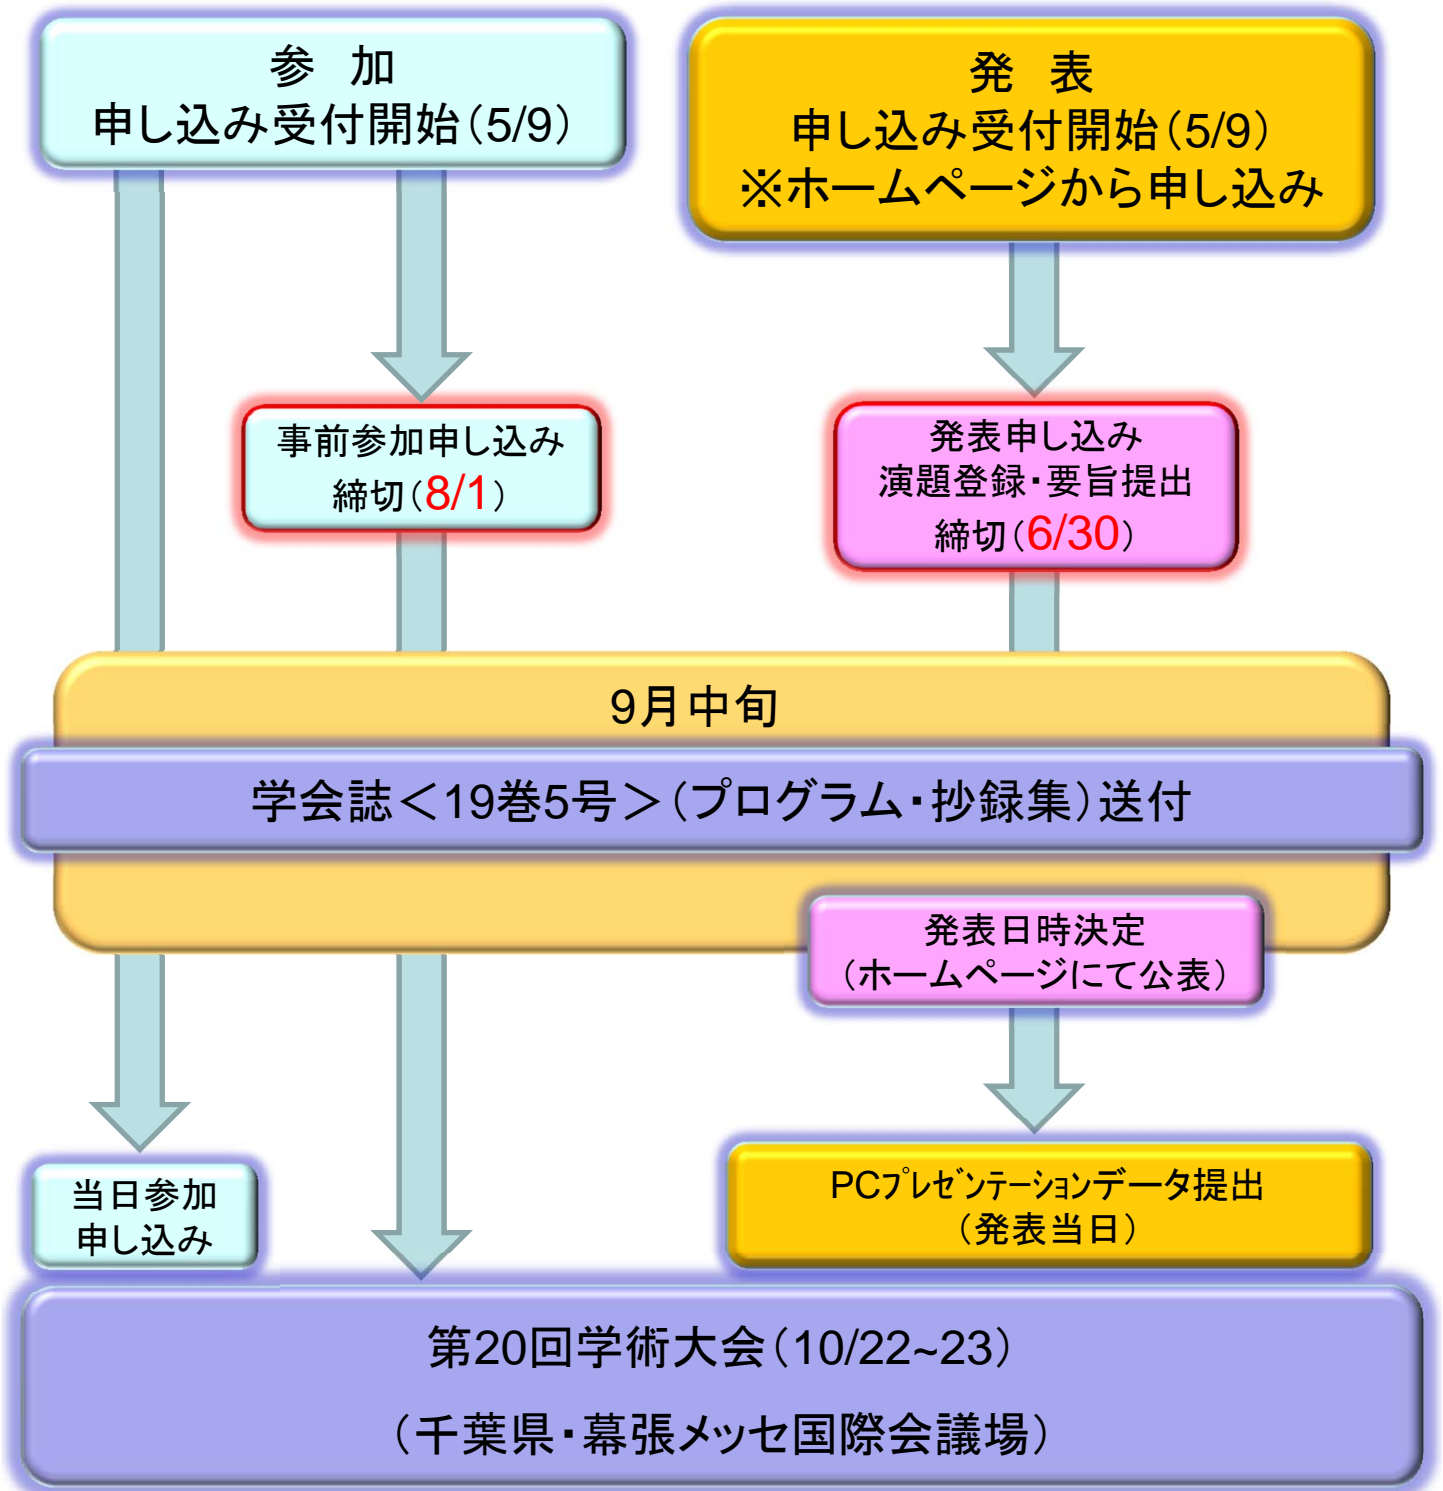 参　加
申し込み受付開始（5/9）
発　表
申し込み受付開始（5/9）
※ホームページから申し込み
事前参加申し込み
締切（8/1）
発表申し込み
演題登録・要旨提出
締切（6/30）
9月中旬
学会誌＜19巻5号＞（プログラム・抄録集）送付
発表日時決定
（ホームページにて公表）
当日参加
申し込み
PCﾌﾟﾚｾﾞﾝﾃｰｼｮﾝデータ提出
（発表当日）
第20回学術大会（10/22~23）
（千葉県・幕張メッセ国際会議場）